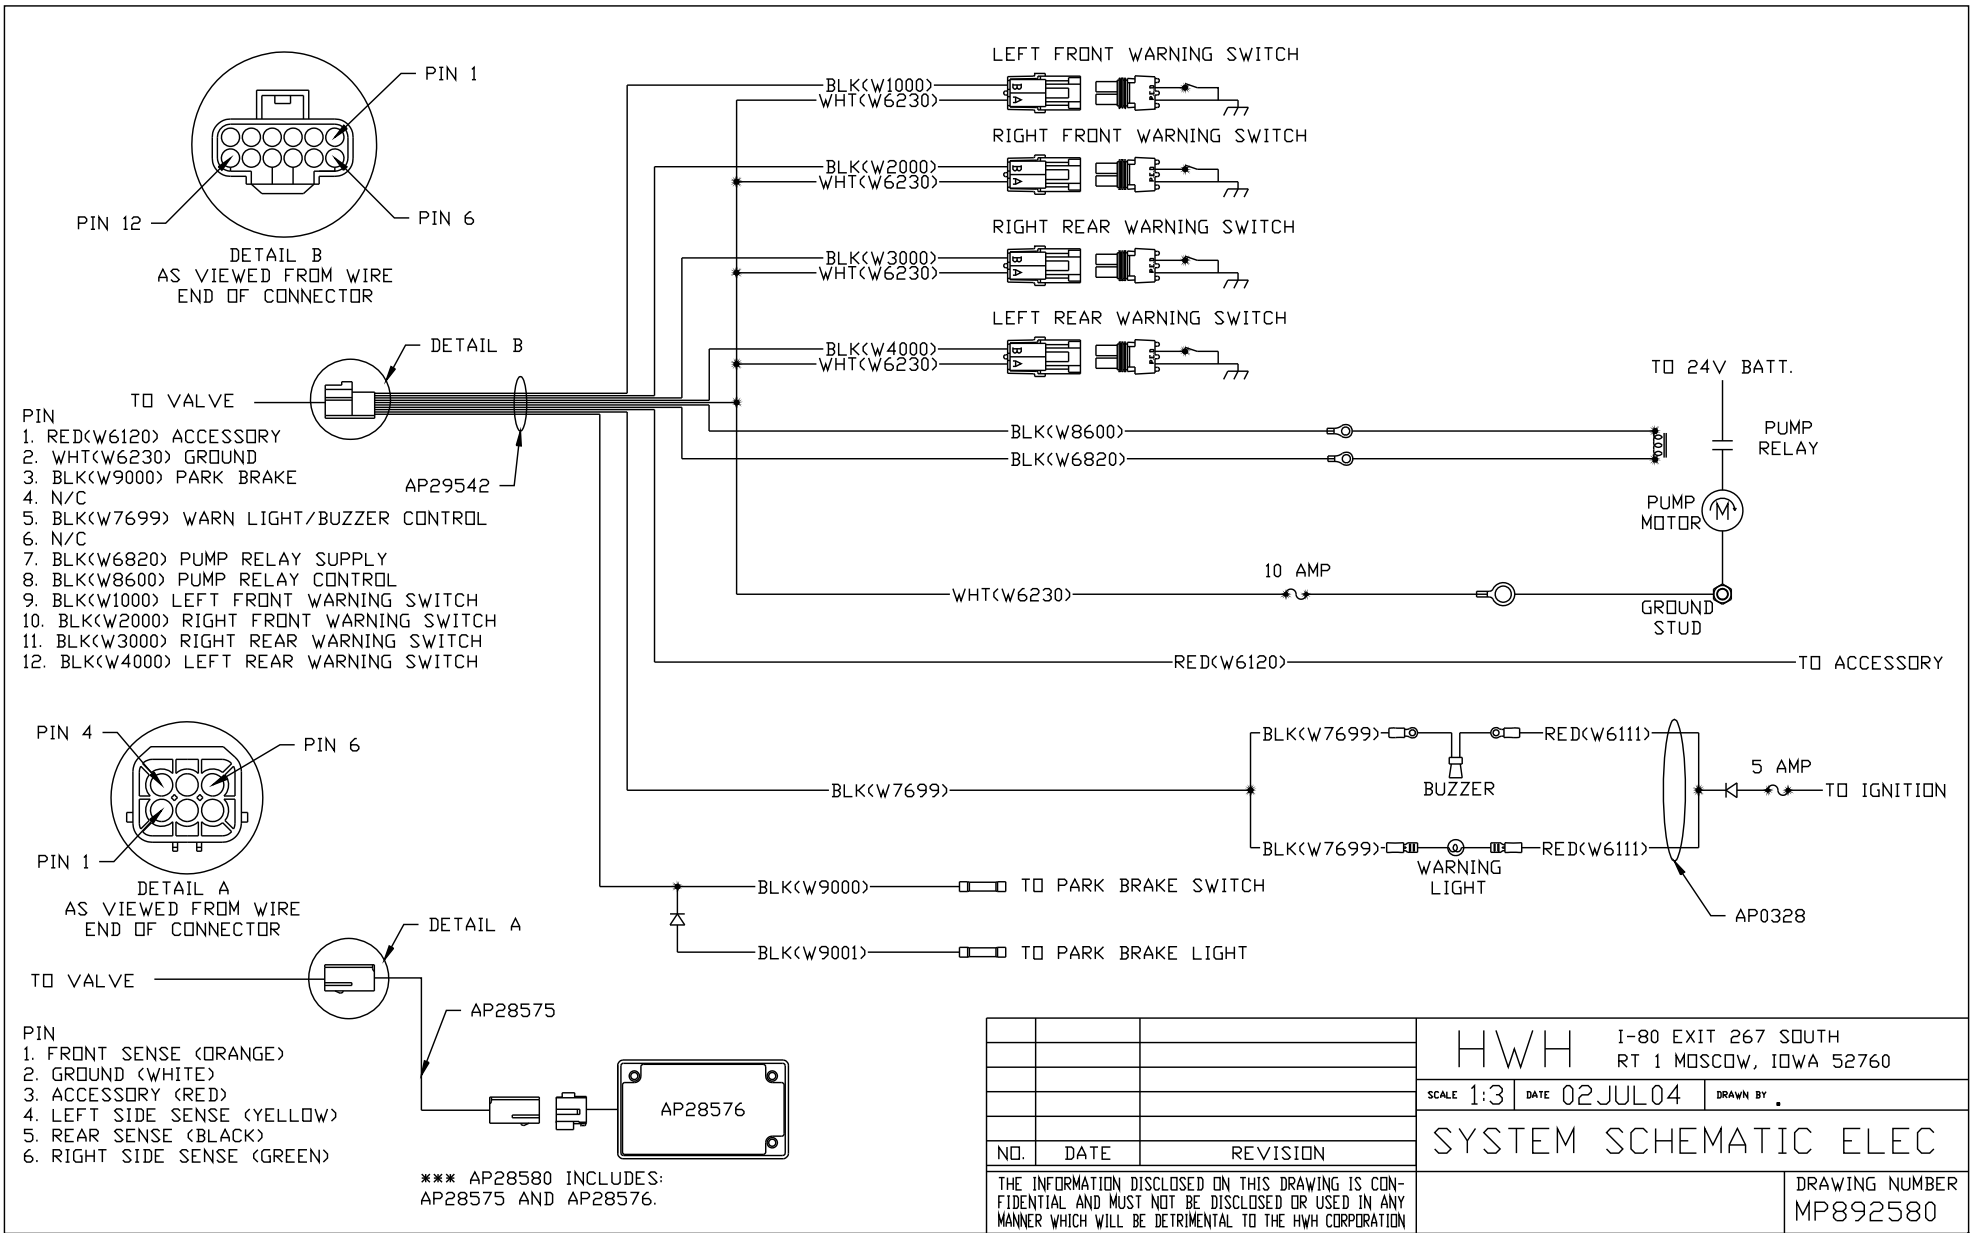 PIN 1
PIN 12
PIN 6
DETAIL B
AS VIEWED FROM WIRE
END OF CONNECTOR
LEFT FRONT WARNING SWITCH
BLK(W1000)
WHT(W6230)
B
A
RIGHT FRONT WARNING SWITCH
BLK(W2000)
WHT(W6230)
B
A
RIGHT REAR WARNING SWITCH
BLK(W3000)
WHT(W6230)
B
A
LEFT REAR WARNING SWITCH
BLK(W4000)
WHT(W6230)
B
A
DETAIL B
TO VALVE
AP29542
PIN
1. RED(W6120) ACCESSORY
2. WHT(W6230) GROUND
3. BLK(W9000) PARK BRAKE
4. N/C
5. BLK(W7699) WARN LIGHT/BUZZER CONTROL
6. N/C
7. BLK(W6820) PUMP RELAY SUPPLY
8. BLK(W8600) PUMP RELAY CONTROL
9. BLK(W1000) LEFT FRONT WARNING SWITCH
10. BLK(W2000) RIGHT FRONT WARNING SWITCH
11. BLK(W3000) RIGHT REAR WARNING SWITCH
12. BLK(W4000) LEFT REAR WARNING SWITCH
TO 24V BATT.
BLK(W8600)
BLK(W6820)
PUMP
RELAY
PUMP
MOTOR
M
10 AMP
WHT(W6230)
GROUND
STUD
RED(W6120)
TO ACCESSORY
BLK(W7699)
RED(W6111)
BUZZER
5 AMP
BLK(W7699)
TO IGNITION
BLK(W7699)
RED(W6111)
WARNING
LIGHT
AP0328
BLK(W9000)
TO PARK BRAKE SWITCH
BLK(W9001)
TO PARK BRAKE LIGHT
PIN 4
PIN 6
PIN 1
DETAIL A
AS VIEWED FROM WIRE
END OF CONNECTOR
DETAIL A
TO VALVE
AP28575
PIN
1. FRONT SENSE (ORANGE)
2. GROUND (WHITE)
3. ACCESSORY (RED)
4. LEFT SIDE SENSE (YELLOW)
5. REAR SENSE (BLACK)
6. RIGHT SIDE SENSE (GREEN)
AP28576
*** AP28580 INCLUDES:
AP28575 AND AP28576.
NO. DATE REVISION
THE INFORMATION DISCLOSED ON THIS DRAWING IS CON-
FIDENTIAL AND MUST NOT BE DISCLOSED OR USED IN ANY
MANNER WHICH WILL BE DETRIMENTAL TO THE HWH CORPORATION
HWH
I-80 EXIT 267 SOUTH
RT 1 MOSCOW, IOWA 52760
SCALE 1:3 DATE 02JUL04 DRAWN BY .
SYSTEM SCHEMATIC ELEC
DRAWING NUMBER
MP892580